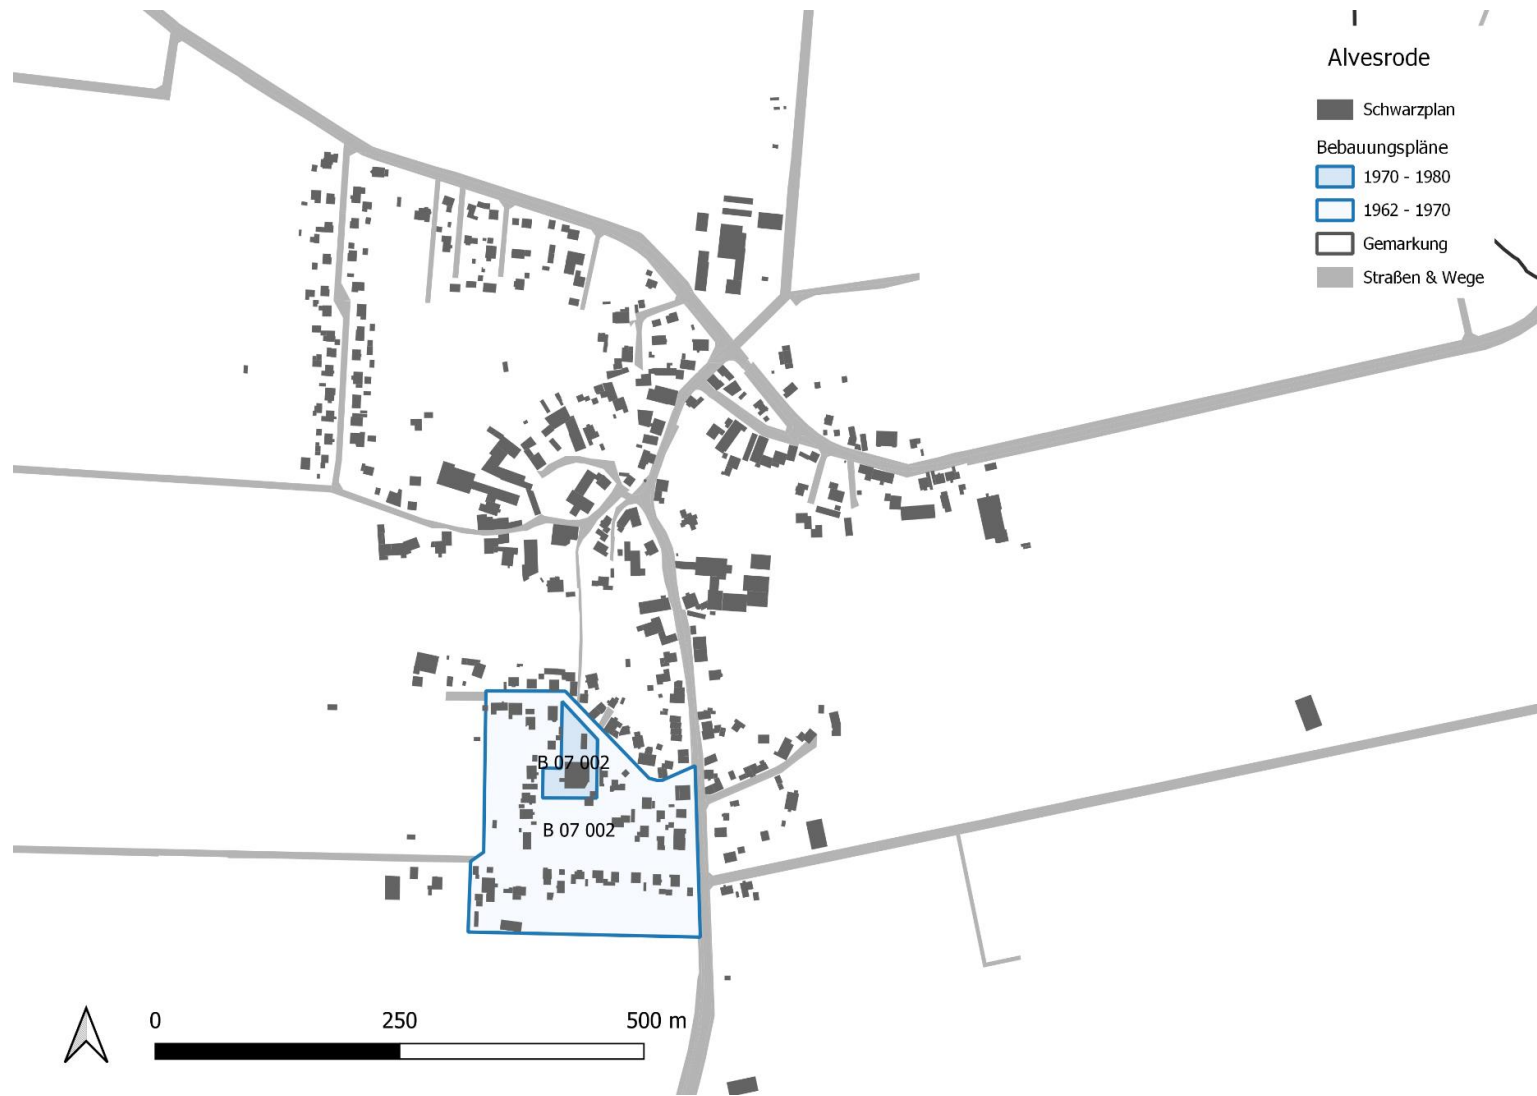 Alvesrode
Schwarzplan
Bebauungspläne
1970 - 1980
1962 - 1970
Gemarkung
Straßen & Wege
B 07 002
B 07 002
0 250 500 m